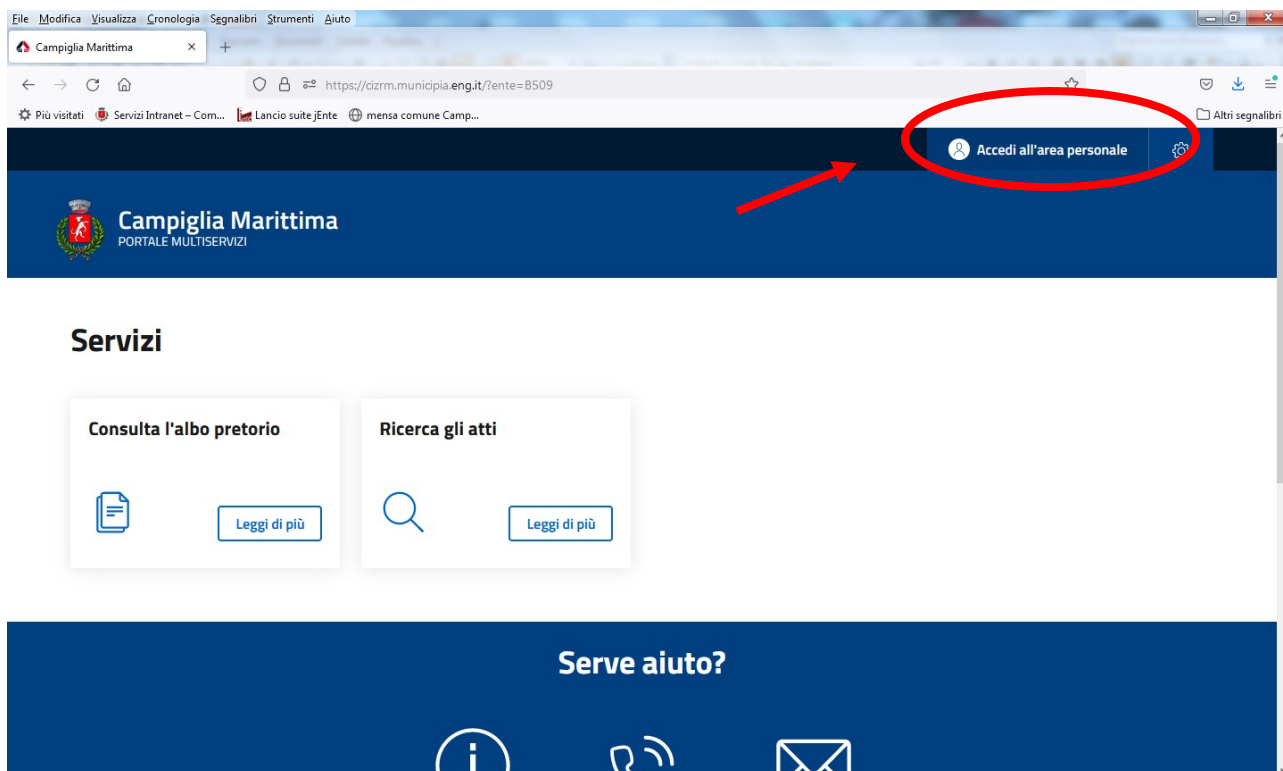 File Modifica Visualizza Cronologia Segnalibri Strumenti Aiuto
Campiglia Marittima
https://cizrm.municipia.eng.it/?ente=B509
Più visitati Servizi Intranet – Com... Lancio suite jEnte mensa comune Camp... Altri segnalibri
Accedi all'area personale
Campiglia Marittima
PORTALE MULTISERVIZI
Servizi
Consulta l'albo pretorio
Leggi di più
Ricerca gli atti
Leggi di più
Serve aiuto?